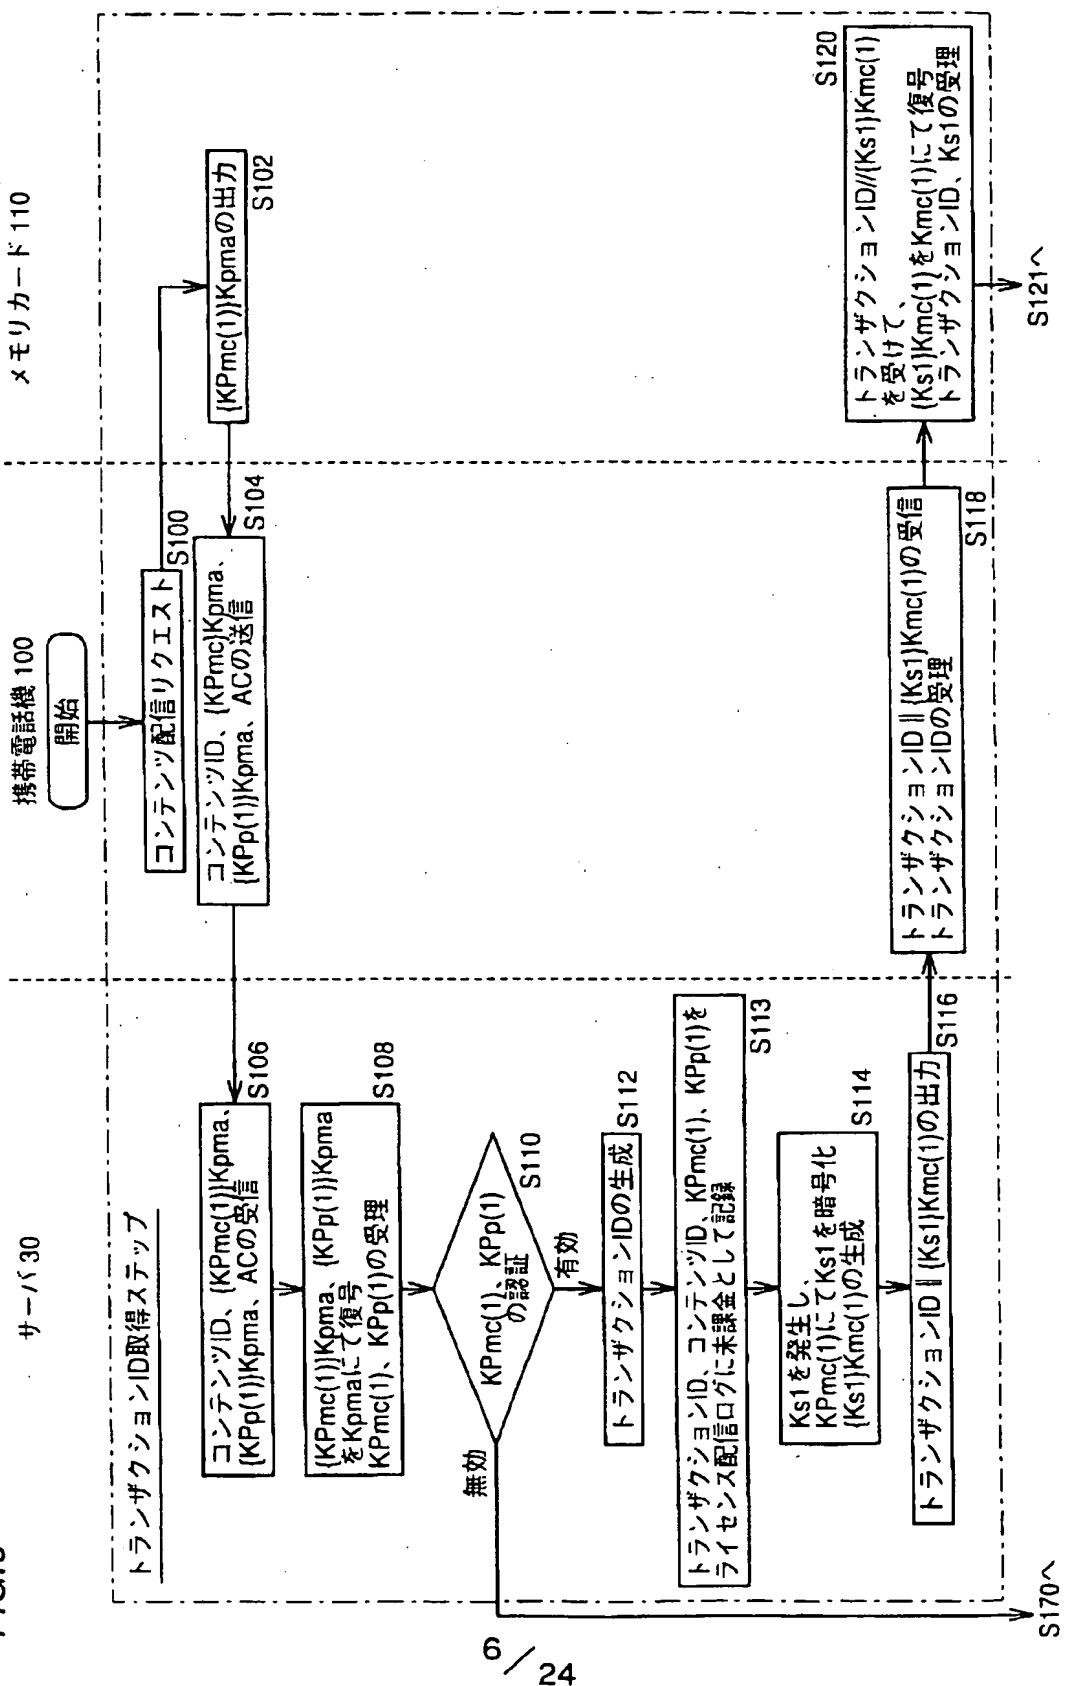 サーバ30
携帯電話機 100
メモリカード 110
トランザクションID取得ステップ
開始
コンテンツ配信リクエスト
S100
{KPmc(1)}Kpmaの出力
S102
コンテンツID、{KPmc}Kpma、
{KPp(1)}Kpma、ACの送信
S104
コンテンツID、{KPmc(1)}Kpma、
{KPp(1)}Kpma、ACの受信
S106
{KPmc(1)}Kpma、{KPp(1)}Kpma
をKpmaにて復号
KPmc(1)、KPp(1)の受理
S108
KPmc(1)、KPp(1)
の認証
S110
無効
有効
トランザクションIDの生成
S112
トランザクションID、コンテンツID、KPmc(1)、KPp(1)を
ライセンス配信ログに未課金として記録
S113
Ks1を発生し、
KPmc(1)にてKs1を暗号化
{Ks1}Kmc(1)の生成
S114
トランザクションID ∥ {Ks1}Kmc(1)の出力
S116
トランザクションID ∥ {Ks1}Kmc(1)の受信
トランザクションIDの受理
S118
トランザクションID//{Ks1}Kmc(1)
を受けて、
{Ks1}Kmc(1)をKmc(1)にて復号
トランザクションID、Ks1の受理
S120
S170へ
S121へ
6/24